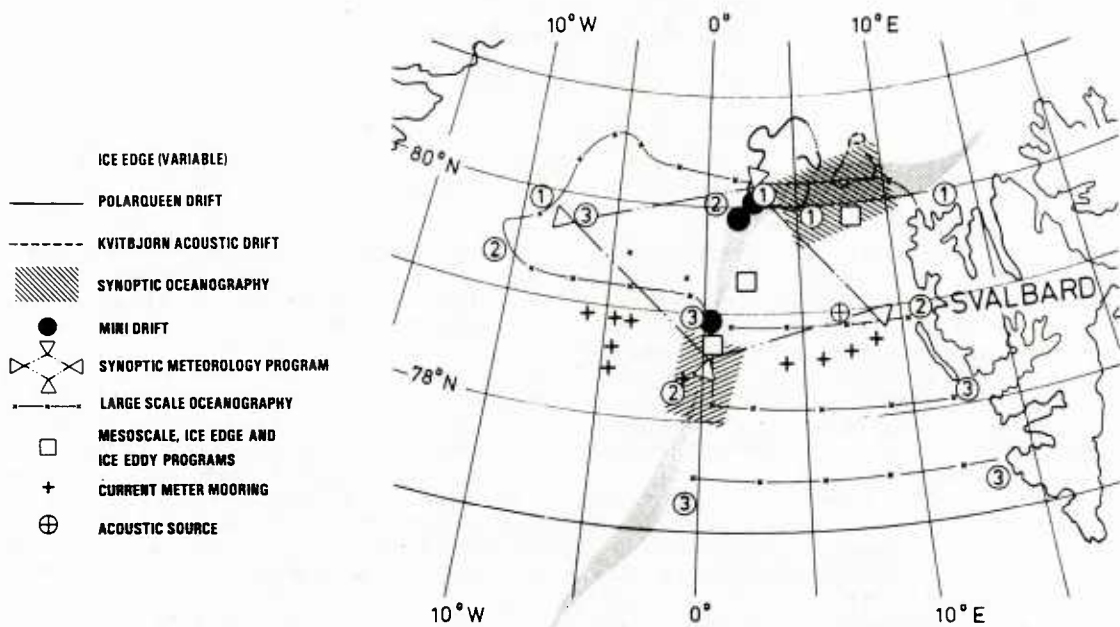 10°W 0° 10°E
ICE EDGE (VARIABLE)
POLARQUEEN DRIFT
KVITBJORN ACOUSTIC DRIFT
SYNOPTIC OCEANOGRAPHY
MINI DRIFT
SYNOPTIC METEOROLOGY PROGRAM
LARGE SCALE OCEANOGRAPHY
MESOSCALE, ICE EDGE AND
ICE EDDY PROGRAMS
CURRENT METER MOORING
ACOUSTIC SOURCE
80°N
1 3 2 1 1 1
2
3 2 SVALBARD
78°N
2 3
3 3
10°W 0° 10°E